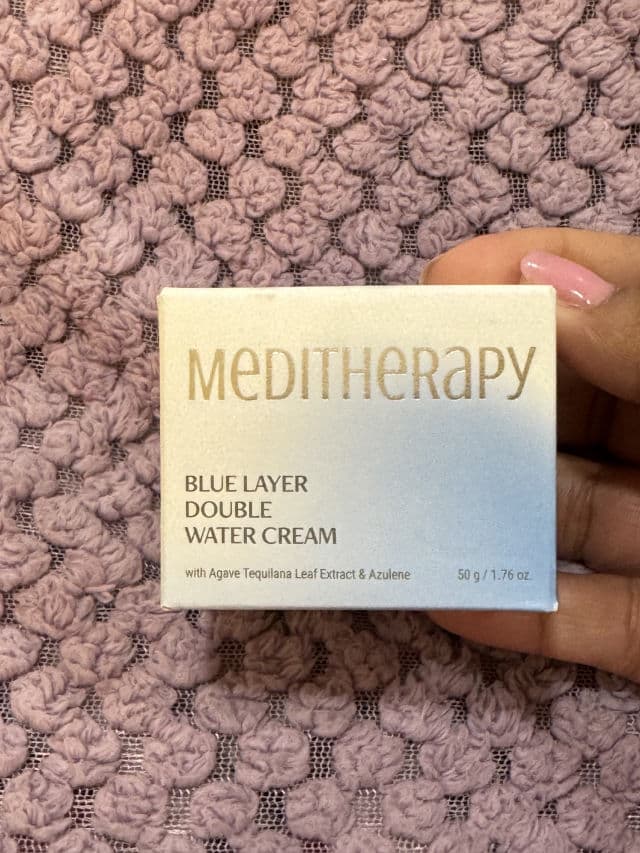 MeDITHeRaPY
BLUE LAYER
DOUBLE
WATER CREAM
with Agave Tequilana Leaf Extract & Azulene 50 g / 1.76 oz.